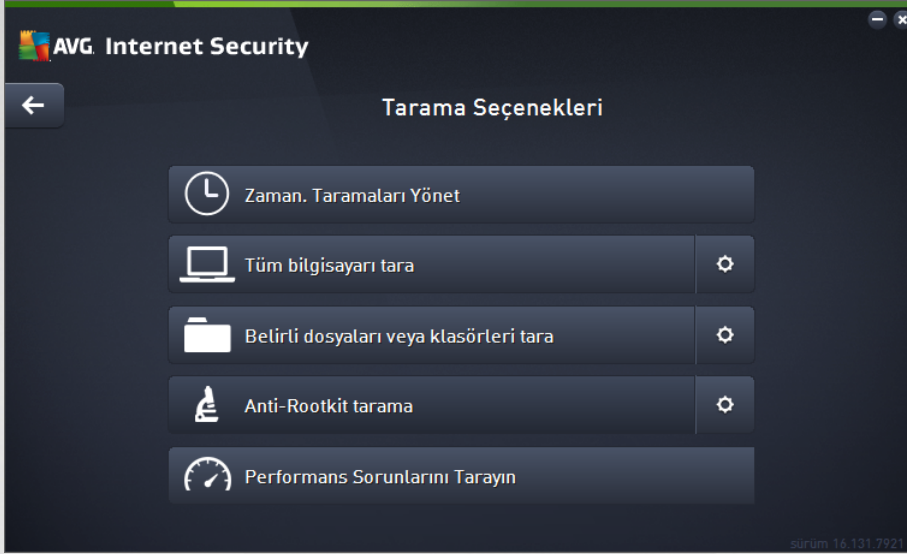 AVG Internet Security
Tarama Seçenekleri
Zaman. Taramaları Yönet
Tüm bilgisayarı tara
Belirli dosyaları veya klasörleri tara
Anti-Rootkit tarama
Performans Sorunlarını Tarayın
sürüm 16.131.7921